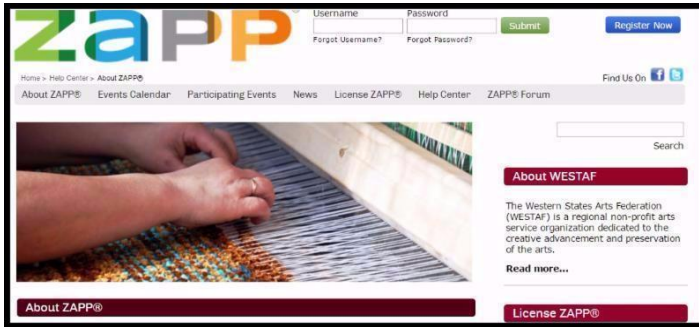 zapp®
Username Password
Submit
Register Now
Forgot Username? Forgot Password?
Home > Help Center > About ZAPP®
Find Us On
About ZAPP® Events Calendar Participating Events News License ZAPP® Help Center ZAPP® Forum
Search
About WESTAF
The Western States Arts Federation
(WESTAF) is a regional non-profit arts
service organization dedicated to the
creative advancement and preservation
of the arts.
Read more...
About ZAPP®
License ZAPP®